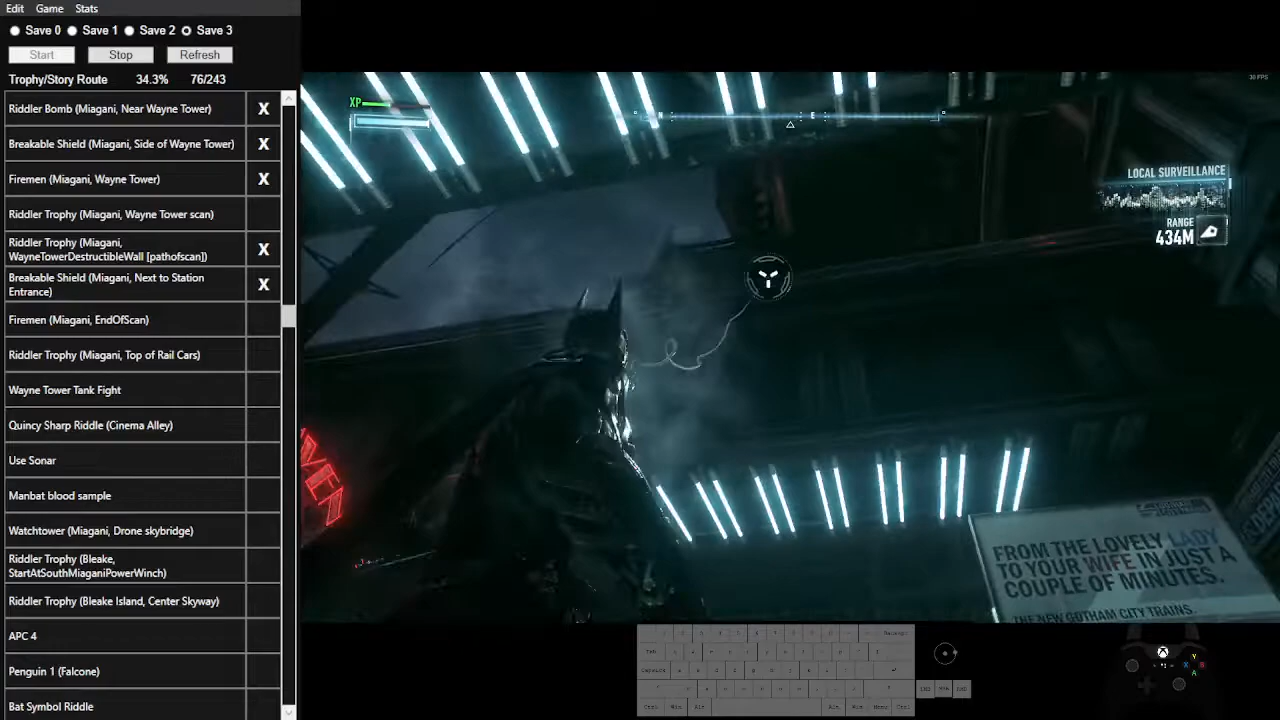 Edit Game Stats
Save 0 Save 1 Save 2 Save 3
Start Stop Refresh
Trophy/Story Route 34.3% 76/243
Riddler Bomb (Miagani, Near Wayne Tower) X
Breakable Shield (Miagani, Side of Wayne Tower) X
Firemen (Miagani, Wayne Tower) X
Riddler Trophy (Miagani, Wayne Tower scan)
Riddler Trophy (Miagani,
WayneTowerDestructibleWall [pathofscan]) X
Breakable Shield (Miagani, Next to Station
Entrance) X
Firemen (Miagani, EndOfScan)
Riddler Trophy (Miagani, Top of Rail Cars)
Wayne Tower Tank Fight
Quincy Sharp Riddle (Cinema Alley)
Use Sonar
Manbat blood sample
Watchtower (Miagani, Drone skybridge)
Riddler Trophy (Bleake,
StartAtSouthMiaganiPowerWinch)
Riddler Trophy (Bleake Island, Center Skyway)
APC 4
Penguin 1 (Falcone)
Bat Symbol Riddle
XP
N E
30 FPS
LOCAL SURVEILLANCE
RANGE
434M
FROM THE LOVELY LADY
TO YOUR WIFE IN JUST A
COUPLE OF MINUTES.
THE NEW GOTHAM CITY TRAINS.